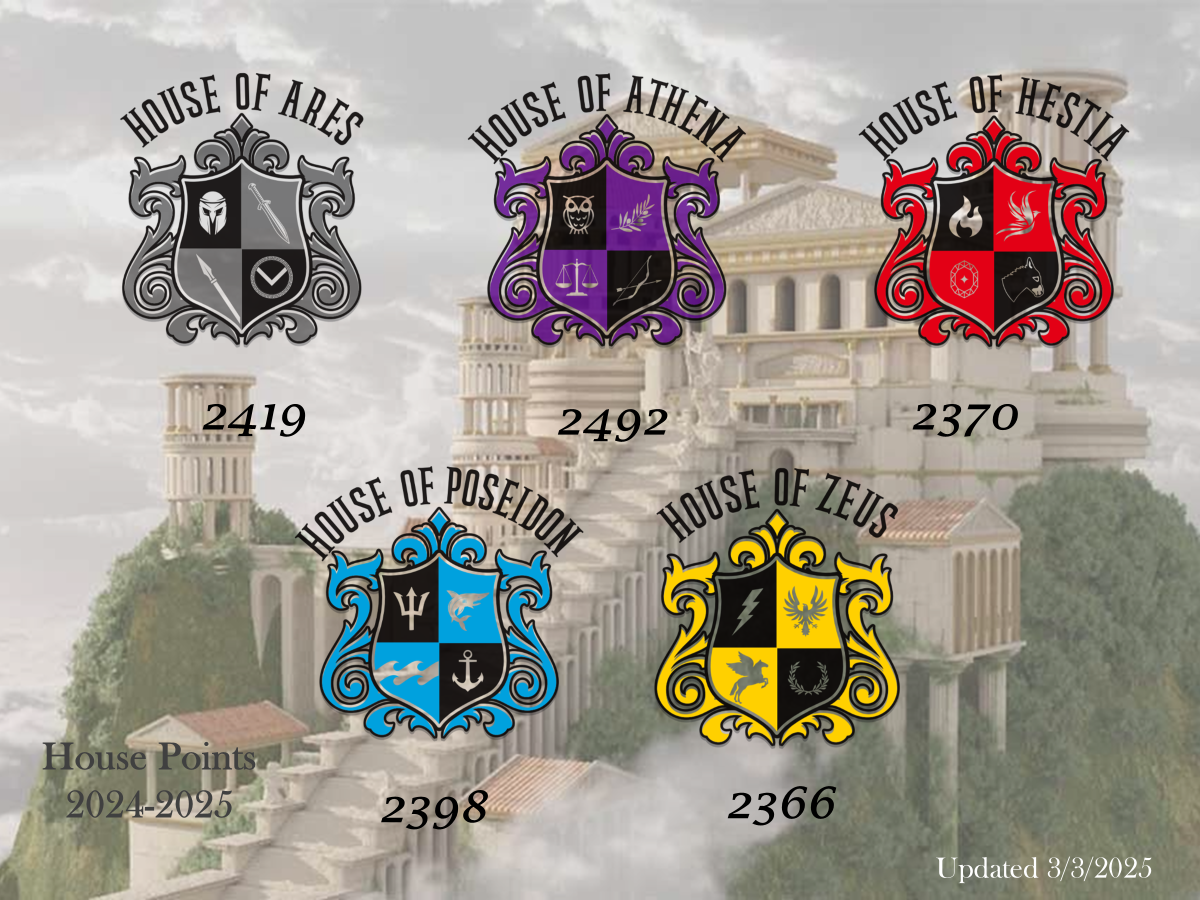 HOUSE OF ARES
HOUSE OF ATHENA
HOUSE OF HESTIA
2419
2492
2370
HOUSE OF POSEIDON
HOUSE OF ZEUS
House Points
2024-2025
2398
2366
Updated 3/3/2025